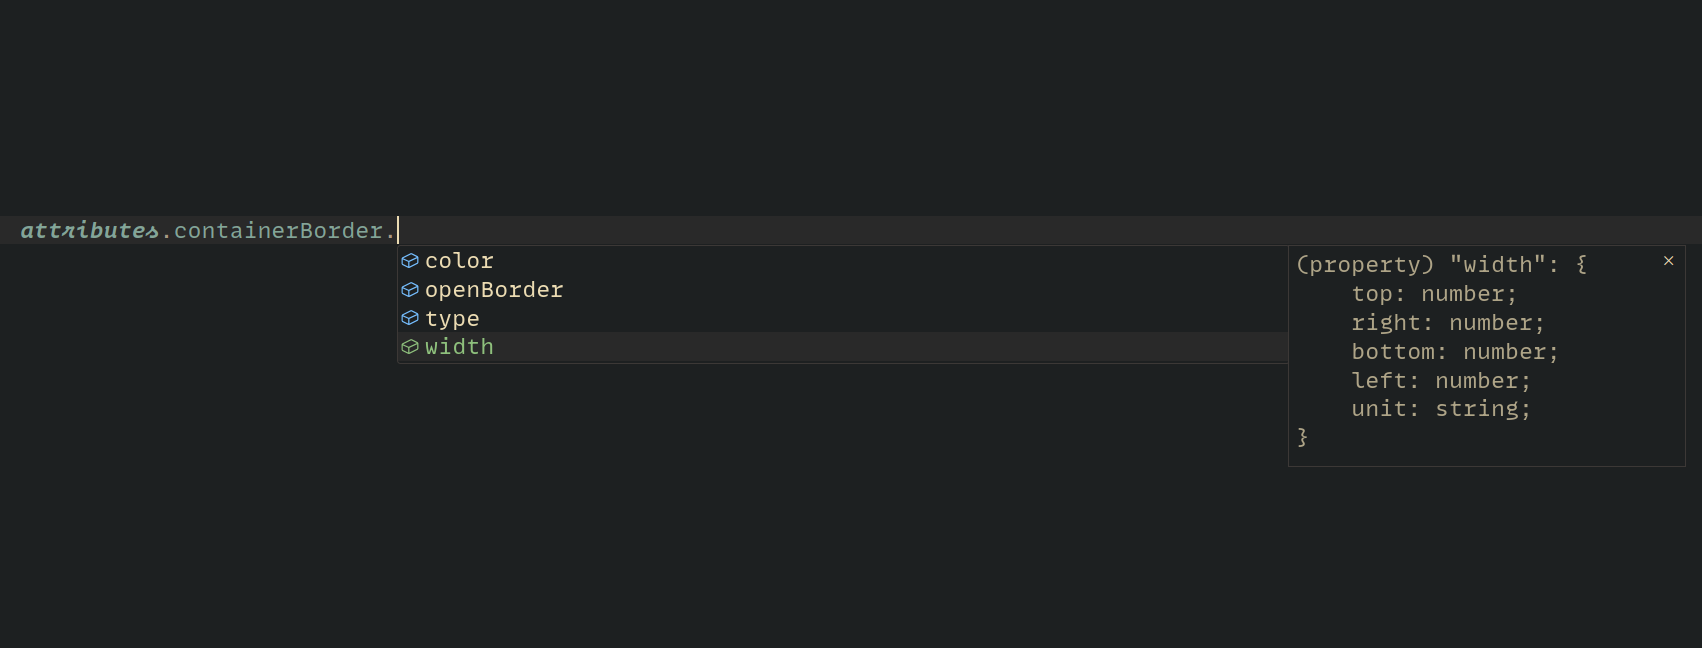 attributes.containerBorder.
color
openBorder
type
width
(property) "width": {
    top: number;
    right: number;
    bottom: number;
    left: number;
    unit: string;
}